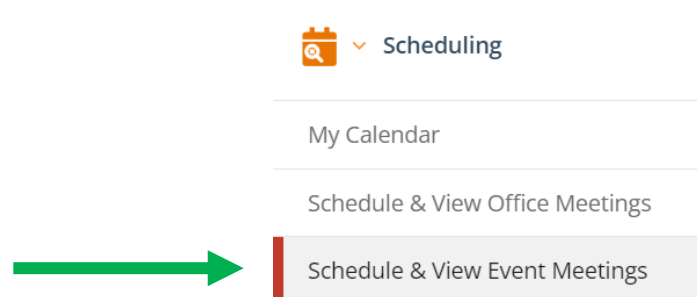 Scheduling
My Calendar
Schedule & View Office Meetings
Schedule & View Event Meetings